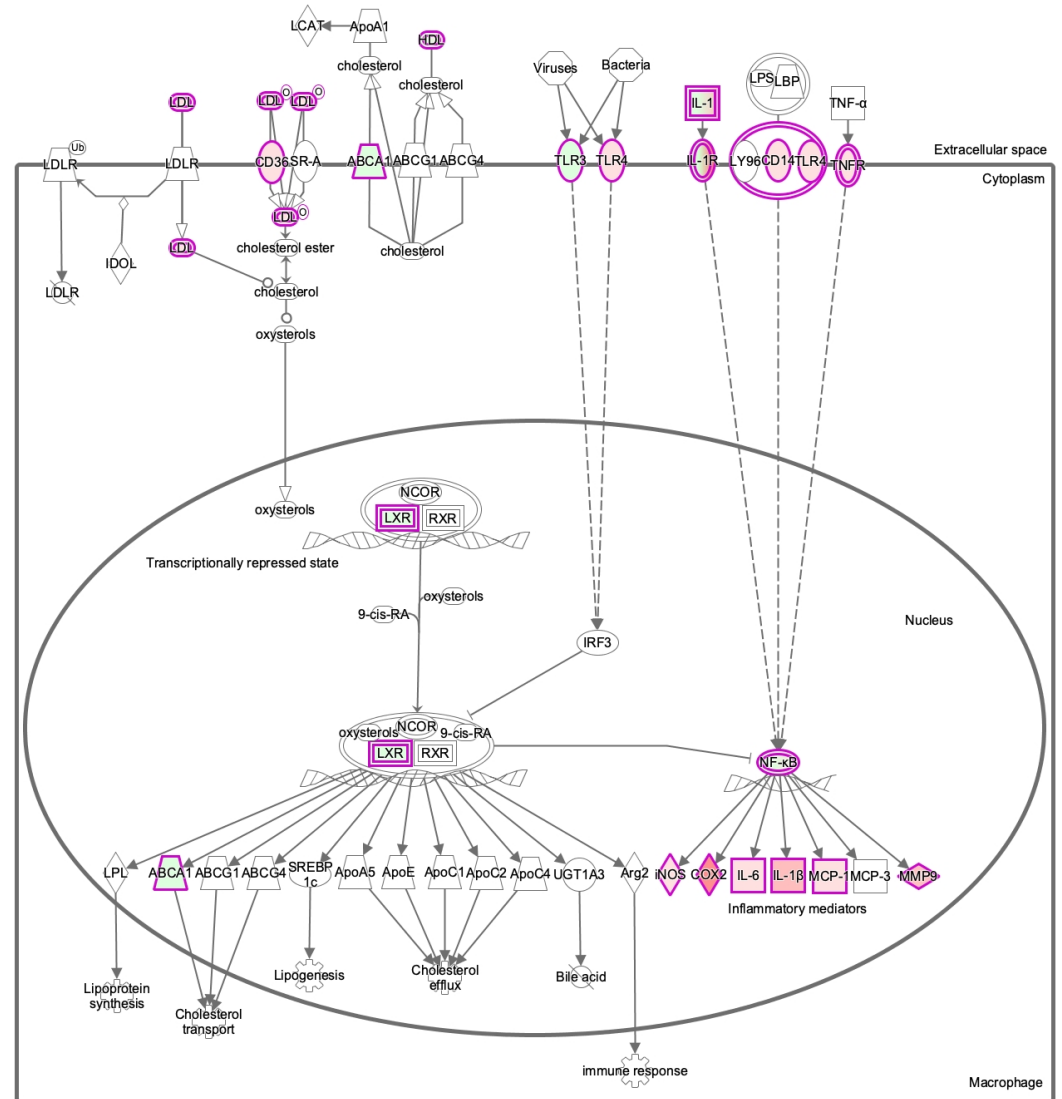 LCAT
ApoA1
HDL
cholesterol
cholesterol
Viruses
Bacteria
LPS
LBP
LDL
LDL
O
LDL
O
IL-1
TNF-α
Ub
LDLR
LDLR
CD36
SR-A
ABCA1
ABCG1
ABCG4
TLR3
TLR4
IL-1R
LY96
CD14
TLR4
TNFR
Extracellular space
Cytoplasm
LDL
O
LDL
cholesterol ester
cholesterol
IDOL
LDLR
cholesterol
oxysterols
oxysterols
NCOR
LXR
RXR
Transcriptionally repressed state
9-cis-RA
oxysterols
IRF3
Nucleus
oxysterols
NCOR
9-cis-RA
LXR
RXR
NF-κB
LPL
ABCA1
ABCG1
ABCG4
SREBP
1c
ApoA5
ApoE
ApoC1
ApoC2
ApoC4
UGT1A3
Arg2
iNOS
COX2
IL-6
IL-1β
MCP-1
MCP-3
MMP9
Inflammatory mediators
Lipoprotein
synthesis
Cholesterol
transport
Lipogenesis
Cholesterol
efflux
Bile acid
immune response
Macrophage